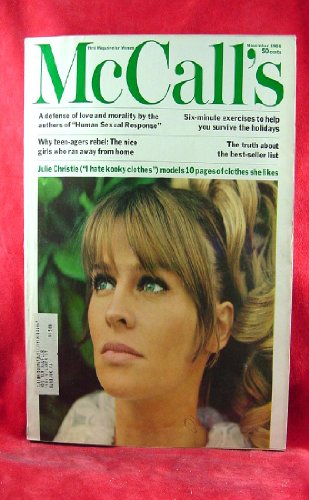 First Magazine for Women
November 1966
50 cents
McCall's
A defense of love and morality by the
authors of "Human Sexual Response"
Six-minute exercises to help
you survive the holidays
Why teen-agers rebel: The nice
girls who ran away from home
The truth about
the best-seller list
Julie Christie ("I hate kooky clothes") models 10 pages of clothes she likes